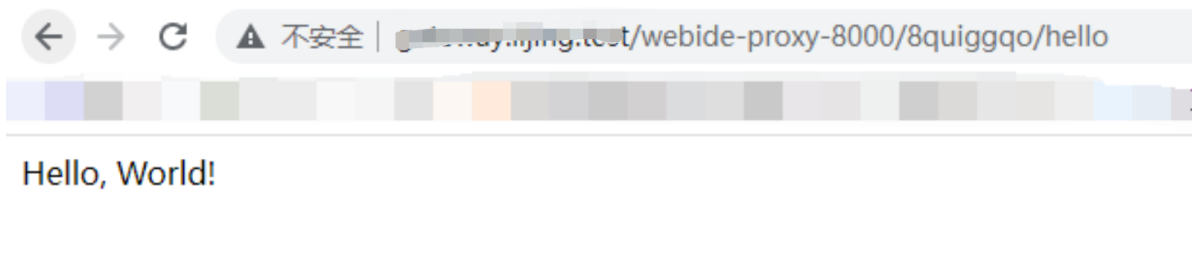 不安全 /webide-proxy-8000/8quiggqo/hello
Hello, World!